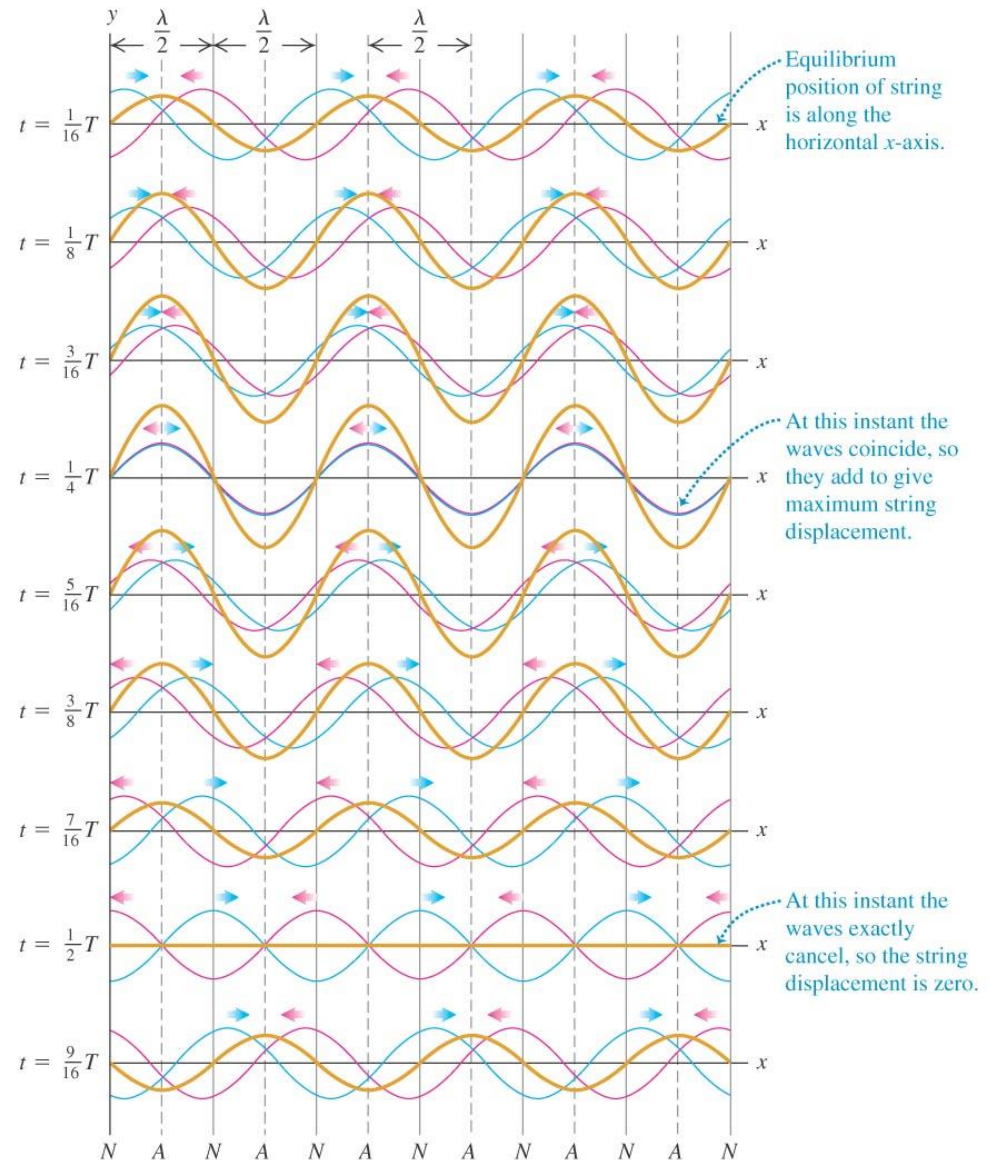 y
λ/2 λ/2 λ/2
Equilibrium
position of string
is along the
horizontal x-axis.
t = 1/16 T x
t = 1/8 T x
t = 3/16 T x
At this instant the
waves coincide, so
they add to give
maximum string
displacement.
t = 1/4 T x
t = 5/16 T x
t = 3/8 T x
t = 7/16 T x
At this instant the
waves exactly
cancel, so the string
displacement is zero.
t = 1/2 T x
t = 9/16 T x
N A N A N A N A N A N A N